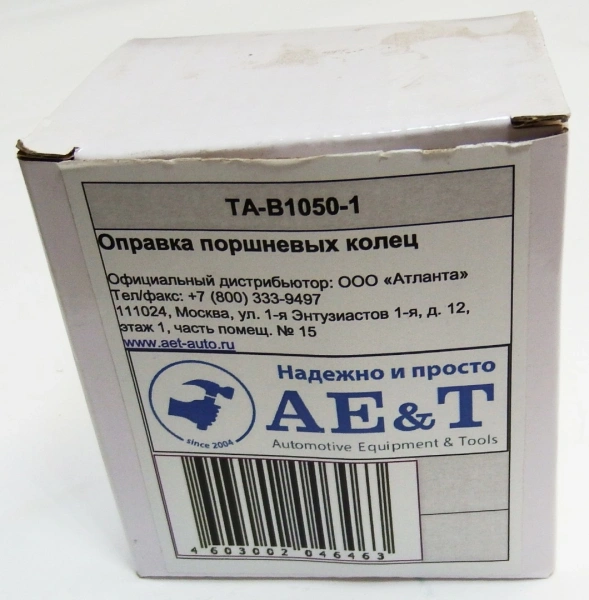 TA-B1050-1
Оправка поршневых колец
Официальный дистрибьютор: ООО «Атланта»
Тел/факс: +7 (800) 333-9497
111024, Москва, ул. 1-я Энтузиастов 1-я, д. 12,
этаж 1, часть помещ. № 15
www.aet-auto.ru
Надежно и просто
AE&T
since 2004
Automotive Equipment & Tools
4 603002 046463